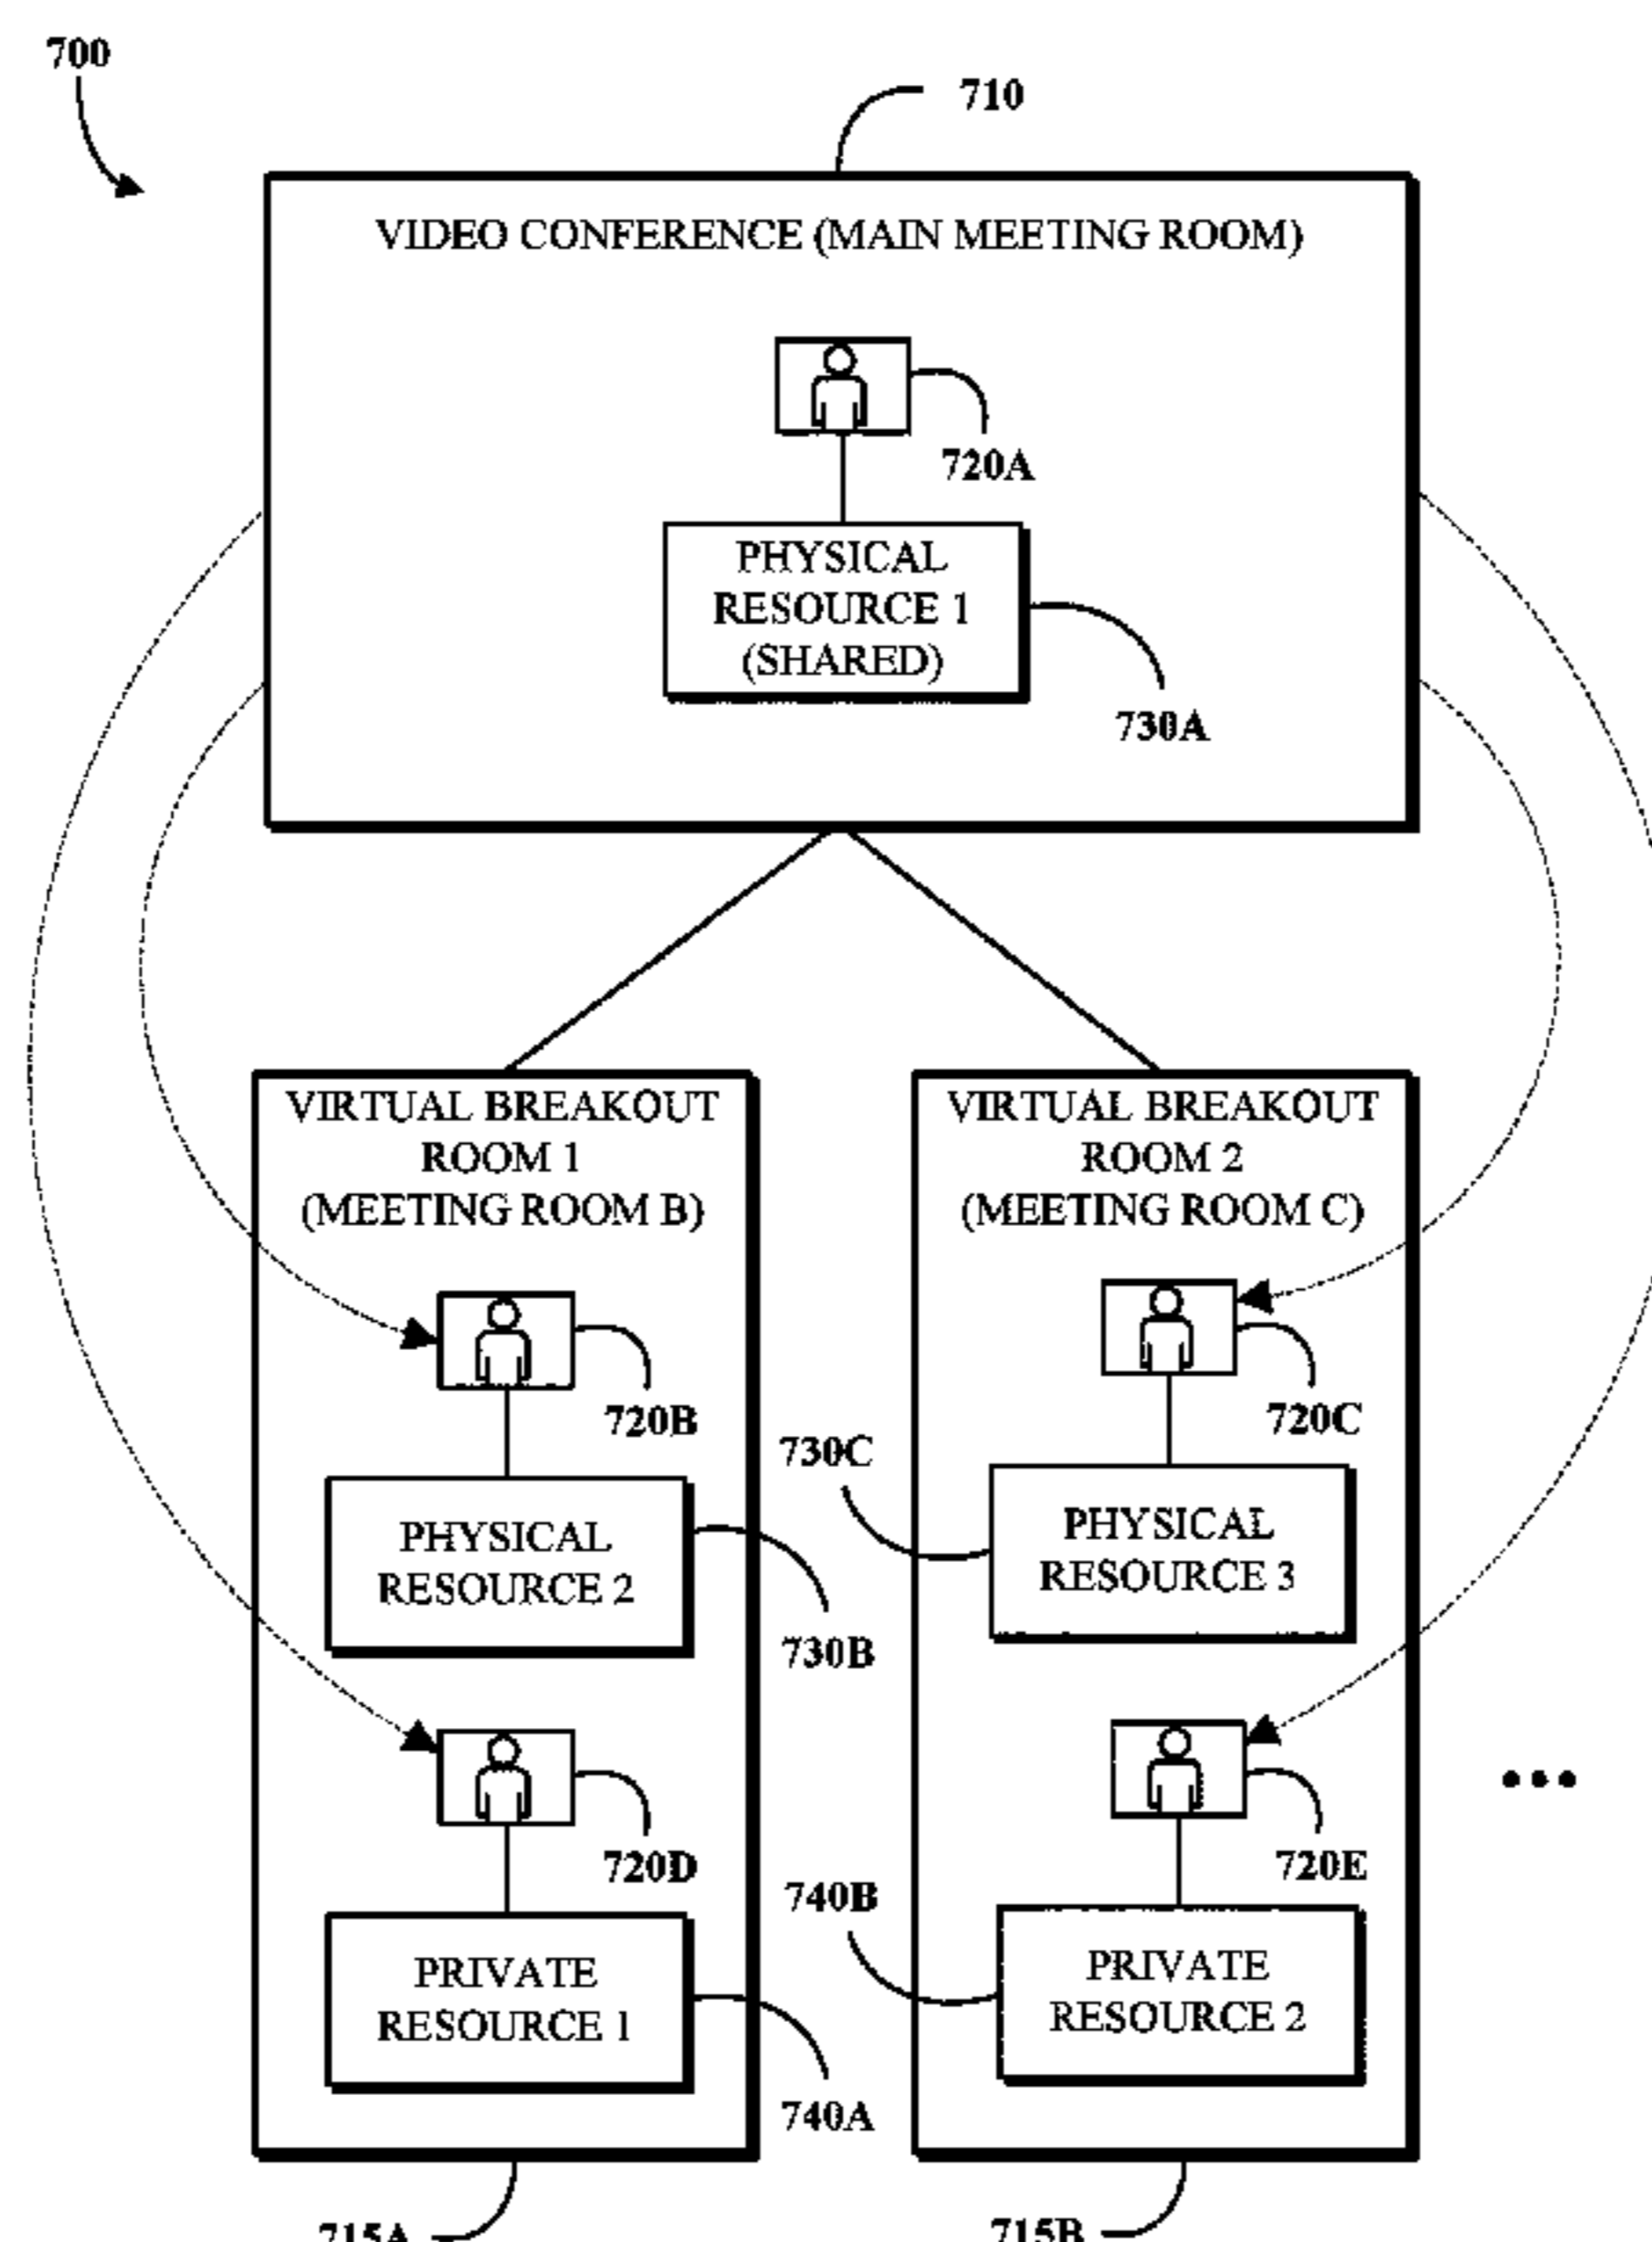 700
710
VIDEO CONFERENCE (MAIN MEETING ROOM)
720A
PHYSICAL
RESOURCE 1
(SHARED)
730A
VIRTUAL BREAKOUT
ROOM 1
(MEETING ROOM B)
720B
PHYSICAL
RESOURCE 2
730B
720D
PRIVATE
RESOURCE 1
740A
715A
VIRTUAL BREAKOUT
ROOM 2
(MEETING ROOM C)
720C
730C
PHYSICAL
RESOURCE 3
720E
740B
PRIVATE
RESOURCE 2
715B
...